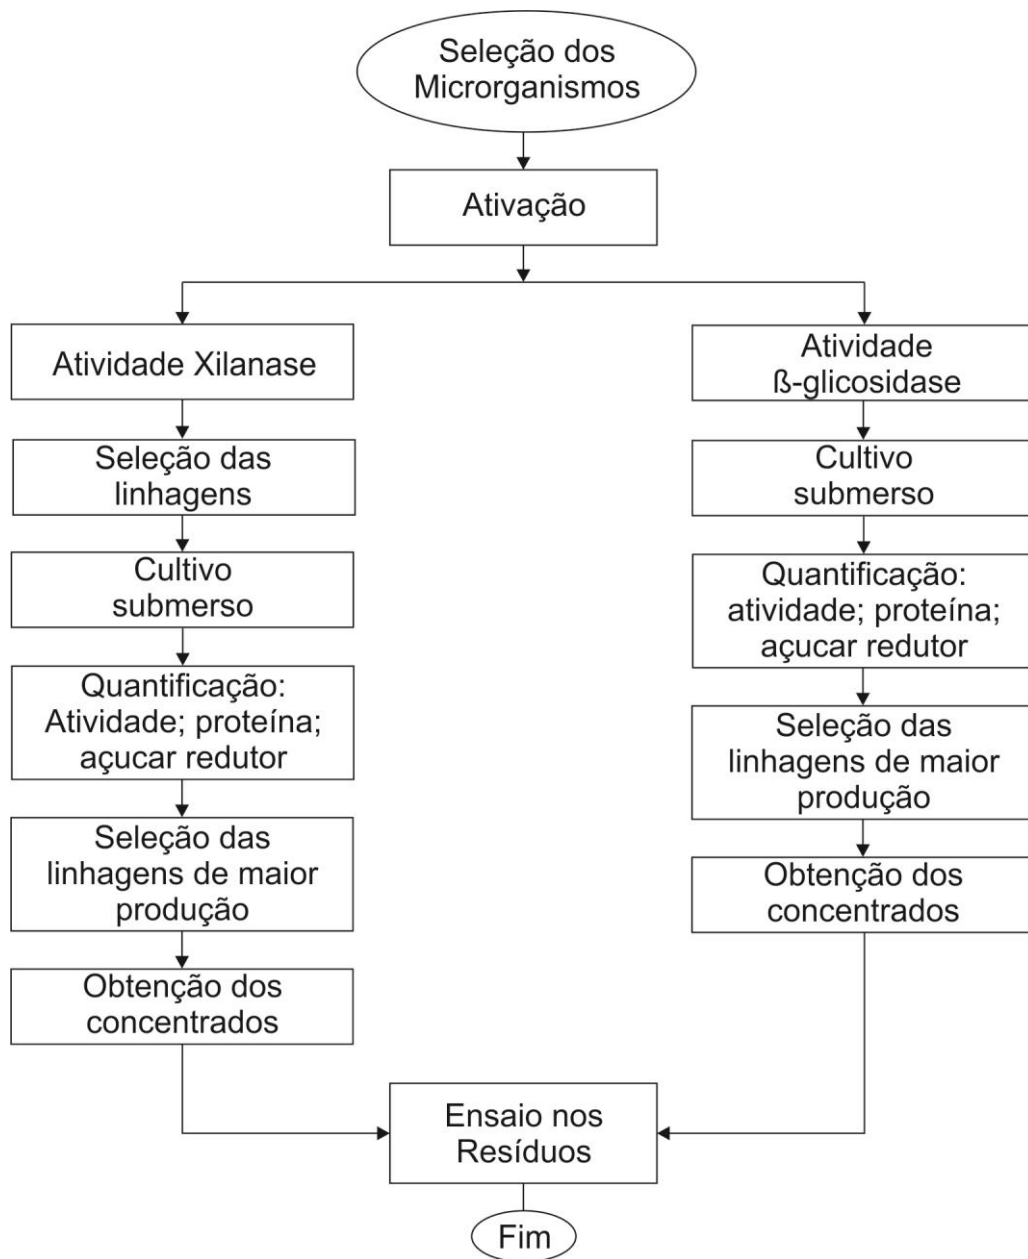 Seleção dos
Microrganismos
Ativação
Atividade Xilanase
Seleção das
linhagens
Cultivo
submerso
Quantificação:
Atividade; proteína;
açucar redutor
Seleção das
linhagens de maior
produção
Obtenção dos
concentrados
Atividade
ß-glicosidase
Cultivo
submerso
Quantificação:
atividade; proteína;
açucar redutor
Seleção das
linhagens de maior
produção
Obtenção dos
concentrados
Ensaio nos
Resíduos
Fim